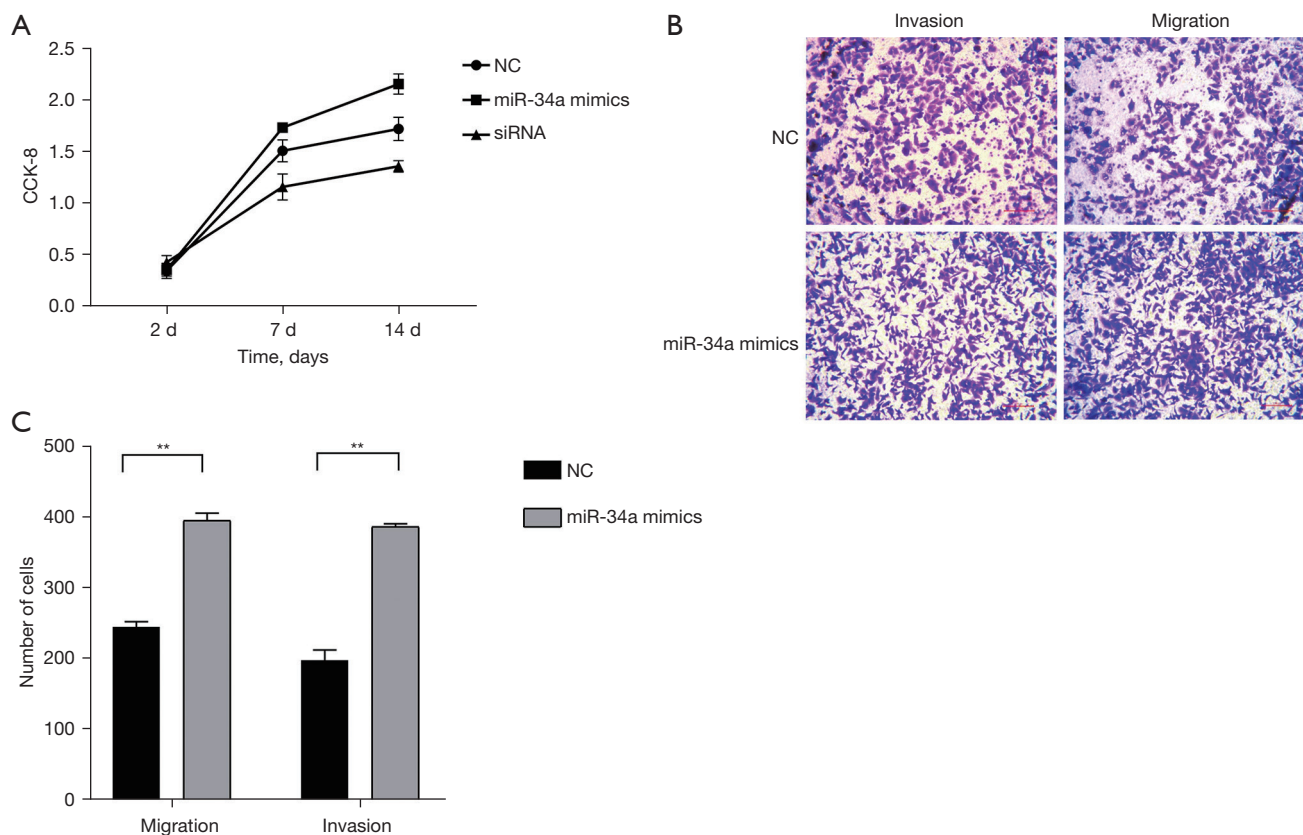 A
2.5
2.0
1.5
1.0
0.5
0.0
CCK-8
2 d
7 d
14 d
Time, days
NC
miR-34a mimics
siRNA
B
Invasion
Migration
NC
miR-34a mimics
C
500
400
300
200
100
0
Number of cells
**
**
Migration
Invasion
NC
miR-34a mimics